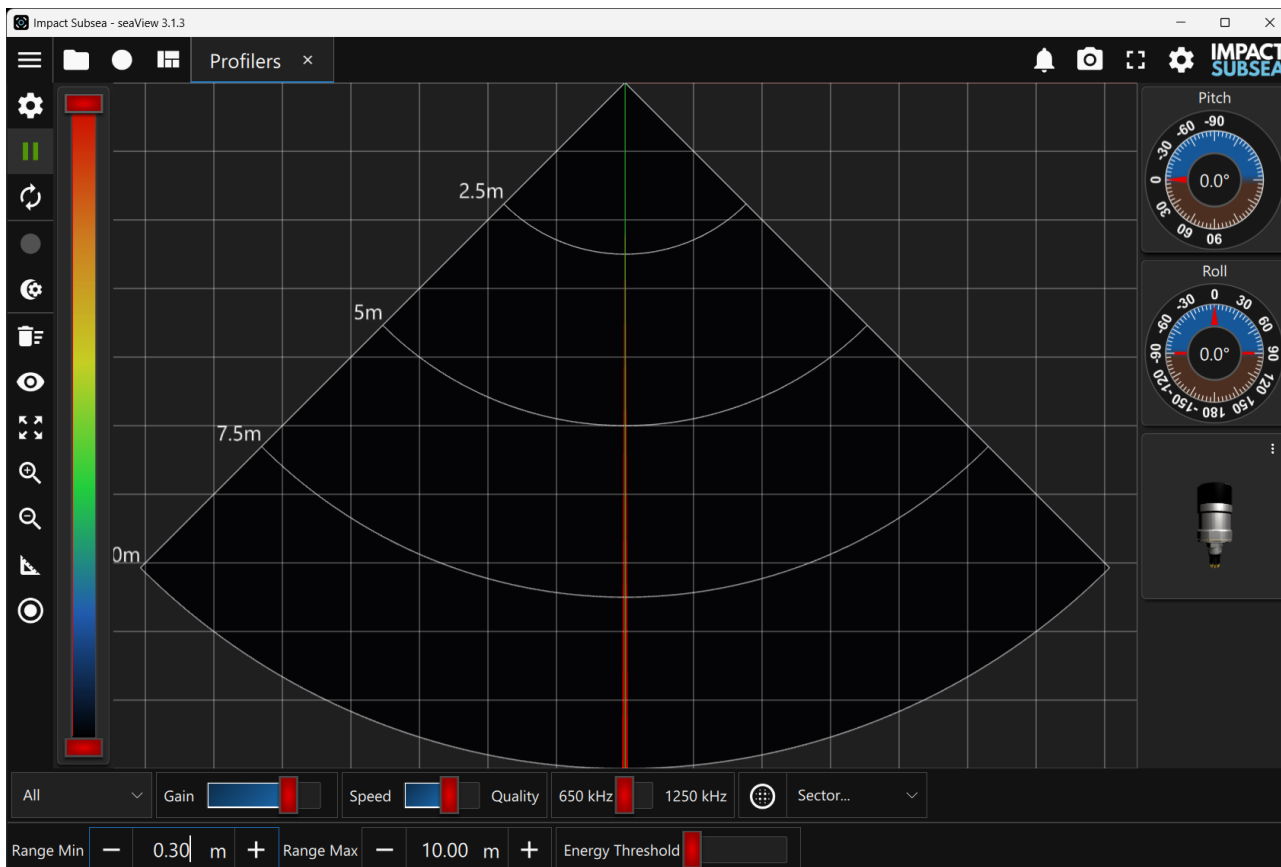 Impact Subsea - seaView 3.1.3
Profilers
IMPACT
SUBSEA
Pitch
-90
-60
-30
0
30
60
90
0.0°
2.5m
5m
7.5m
0m
Roll
0
-30
30
-60
60
-90
90
-120
120
-150
150
180
0.0°
All
Gain
Speed
Quality
650 kHz
1250 kHz
Sector...
Range Min
0.30 m
Range Max
10.00 m
Energy Threshold